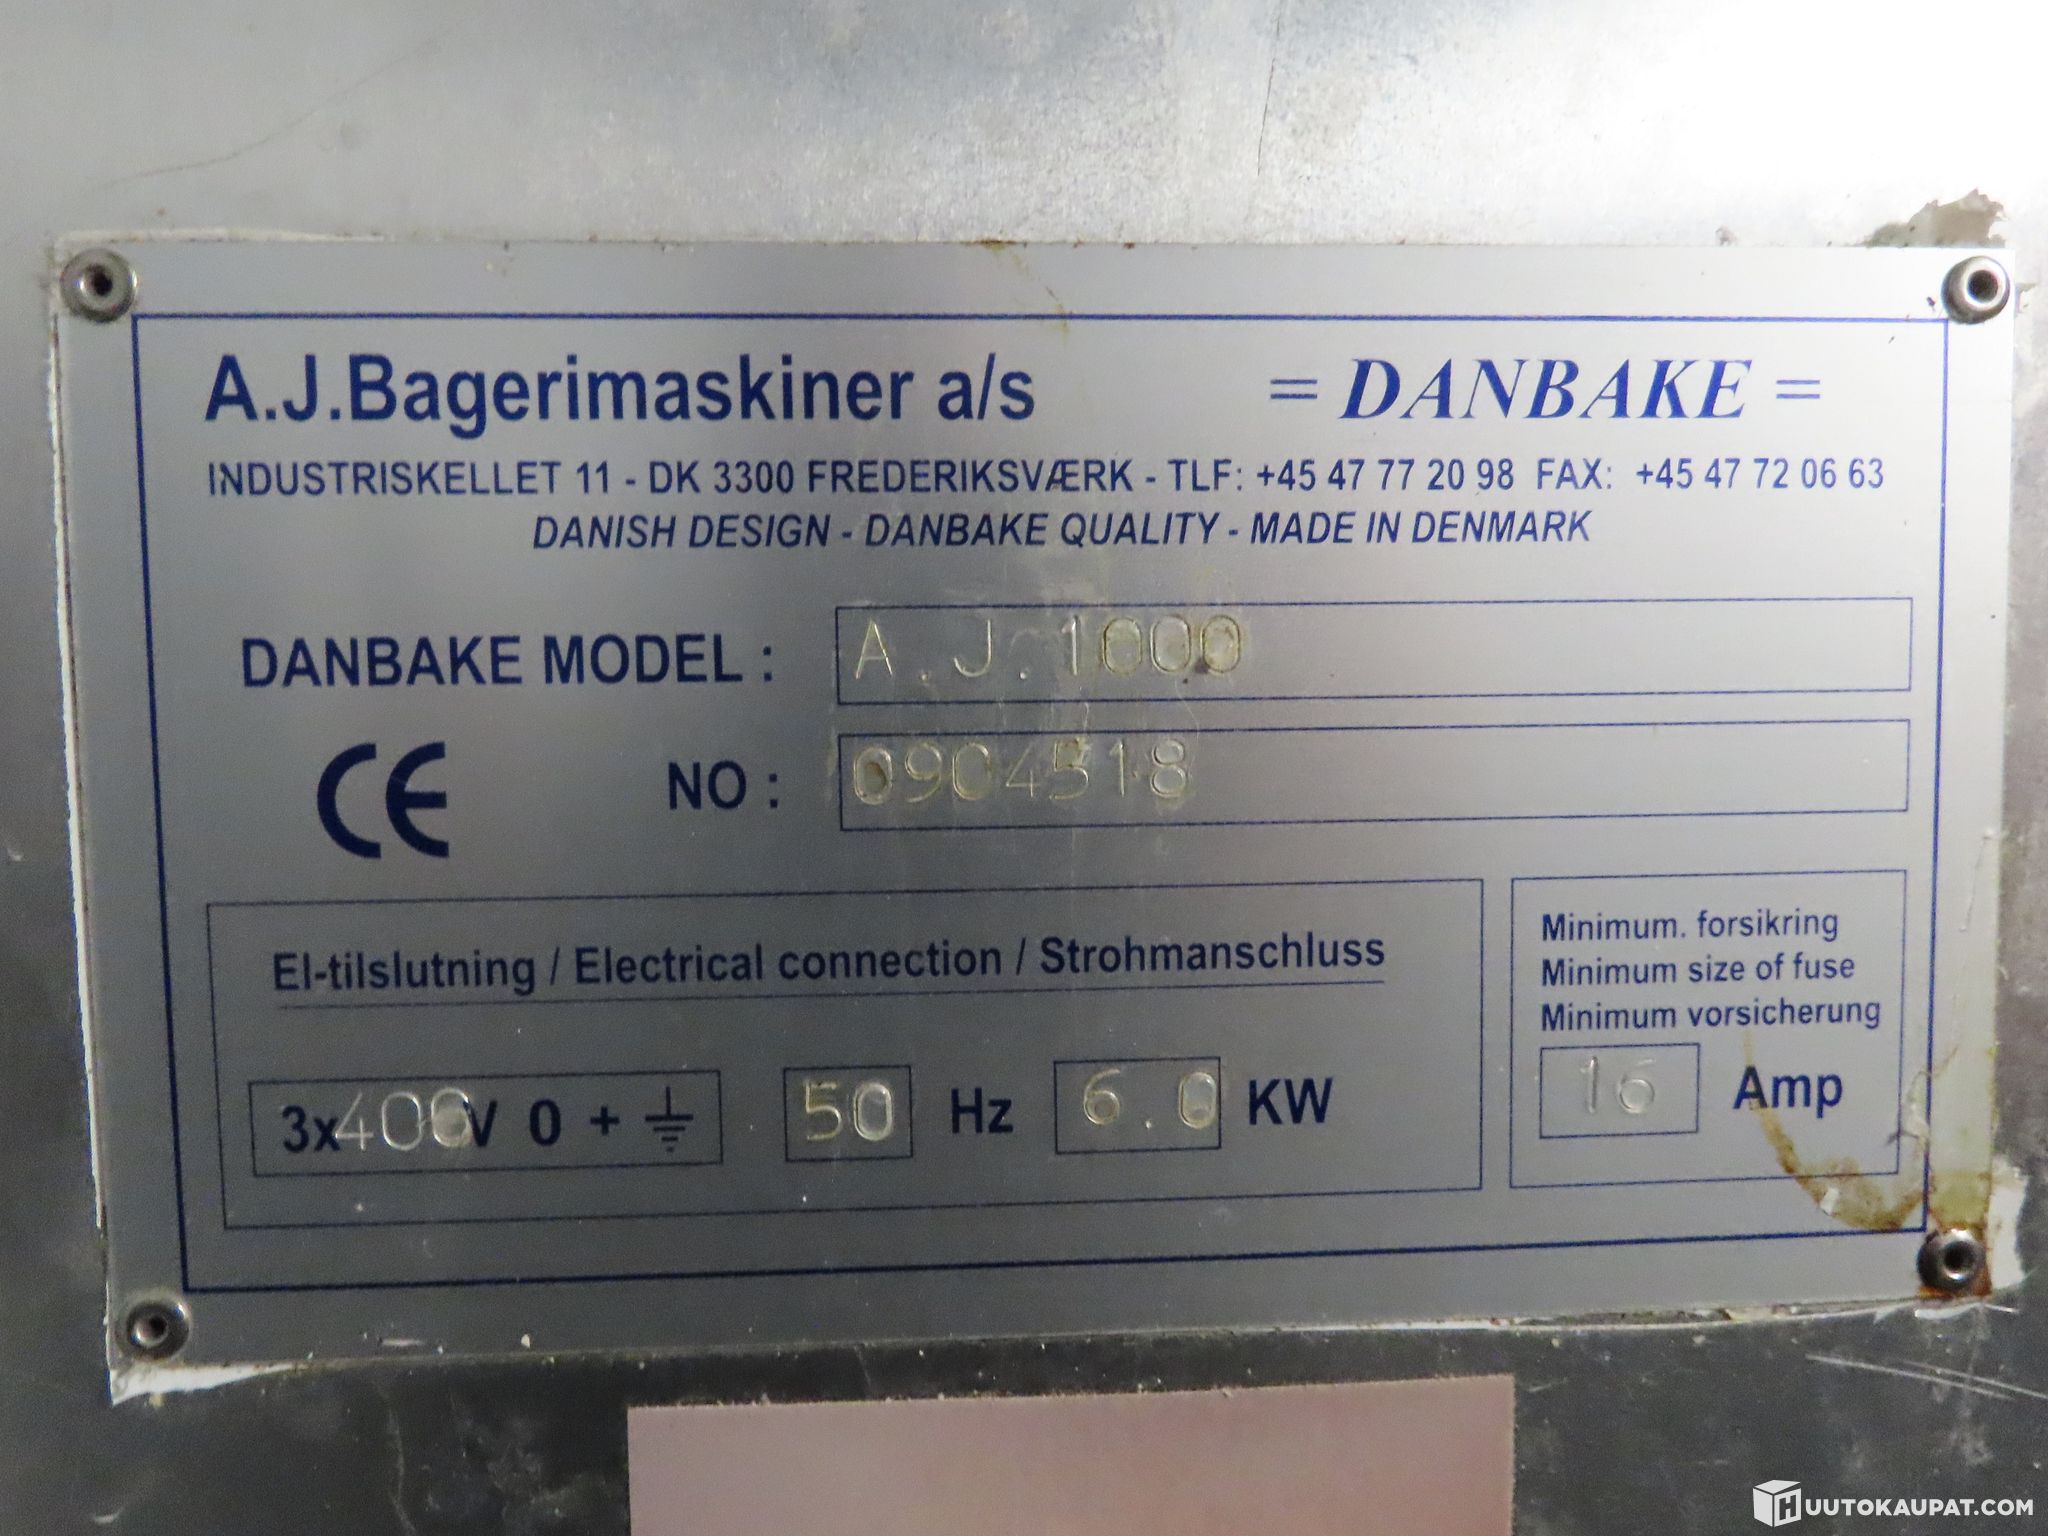 A.J.Bagerimaskiner a/s = DANBAKE =
INDUSTRISKELLET 11 - DK 3300 FREDERIKSVÆRK - TLF: +45 47 77 20 98 FAX: +45 47 72 06 63
DANISH DESIGN - DANBAKE QUALITY - MADE IN DENMARK
DANBAKE MODEL : A.J.1000
CE NO : 0904518
El-tilslutning / Electrical connection / Strohmanschluss
3x400V 0 + ⏚ 50 Hz 6.0 KW
Minimum. forsikring
Minimum size of fuse
Minimum vorsicherung
16 Amp
HUUTOKAUPAT.COM